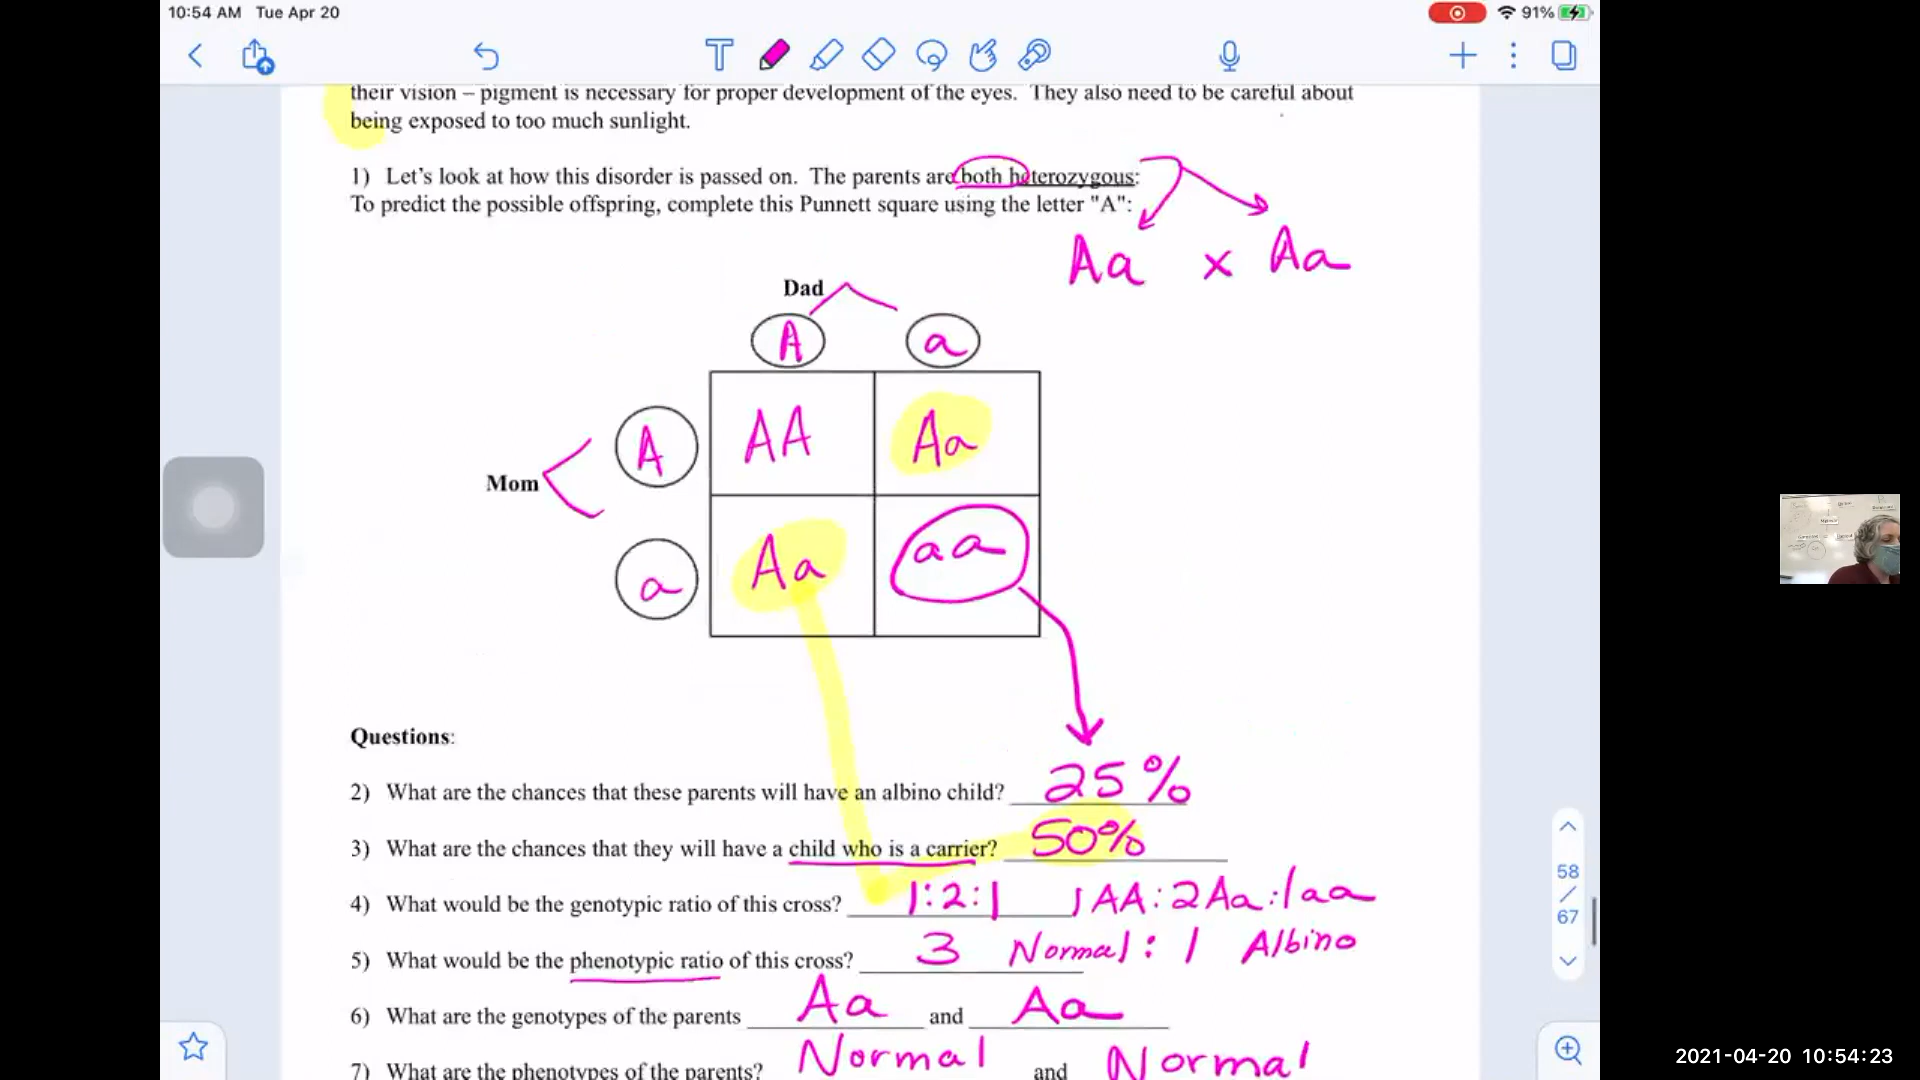 10:54 AM Tue Apr 20
91%
their vision – pigment is necessary for proper development of the eyes. They also need to be careful about
being exposed to too much sunlight.
1) Let's look at how this disorder is passed on. The parents are both heterozygous:
To predict the possible offspring, complete this Punnett square using the letter "A":
Aa x Aa
Dad
A a
A AA Aa
Mom
a Aa aa
Questions:
2) What are the chances that these parents will have an albino child? 25%
3) What are the chances that they will have a child who is a carrier? 50%
4) What would be the genotypic ratio of this cross? 1:2:1 1AA:2Aa:1aa
5) What would be the phenotypic ratio of this cross? 3 Normal : 1 Albino
6) What are the genotypes of the parents Aa and Aa
7) What are the phenotypes of the parents? Normal and Normal
58
/
67
2021-04-20 10:54:23